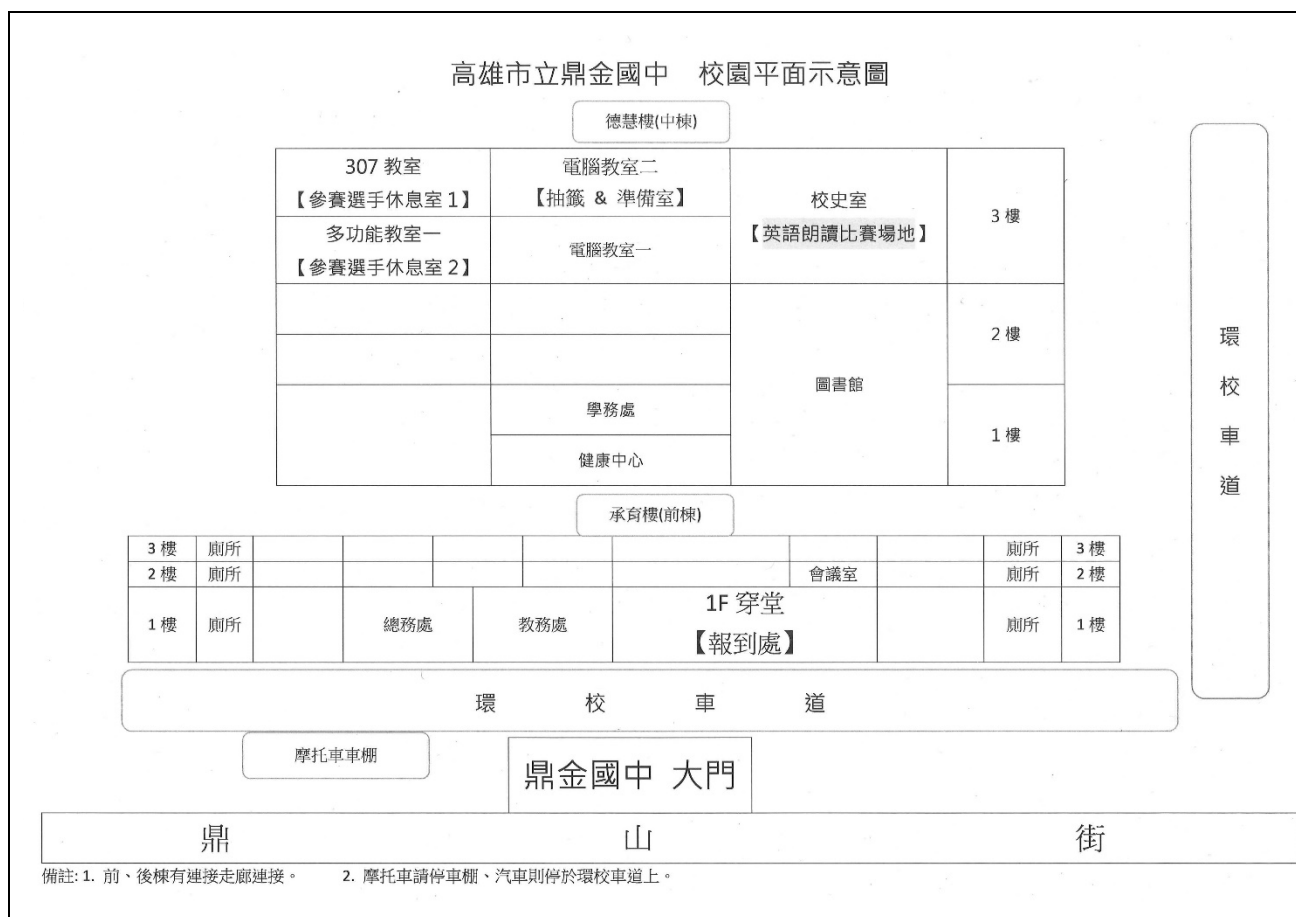 高雄市立鼎金國中 校園平面示意圖
德慧樓(中棟)
307 教室
【參賽選手休息室 1】
電腦教室二
【抽籤 & 準備室】
校史室
【英語朗讀比賽場地】
3 樓
多功能教室一
【參賽選手休息室 2】
電腦教室一
2 樓
圖書館
學務處
1 樓
健康中心
環校車道
承育樓(前棟)
3 樓 廁所 廁所 3 樓
2 樓 廁所 會議室 廁所 2 樓
1 樓 廁所 總務處 教務處 1F 穿堂 廁所 1 樓
【報到處】
環校車道
摩托車車棚
鼎金國中 大門
鼎山街
備註: 1. 前、後棟有連接走廊連接。 2. 摩托車請停車棚、汽車則停於環校車道上。